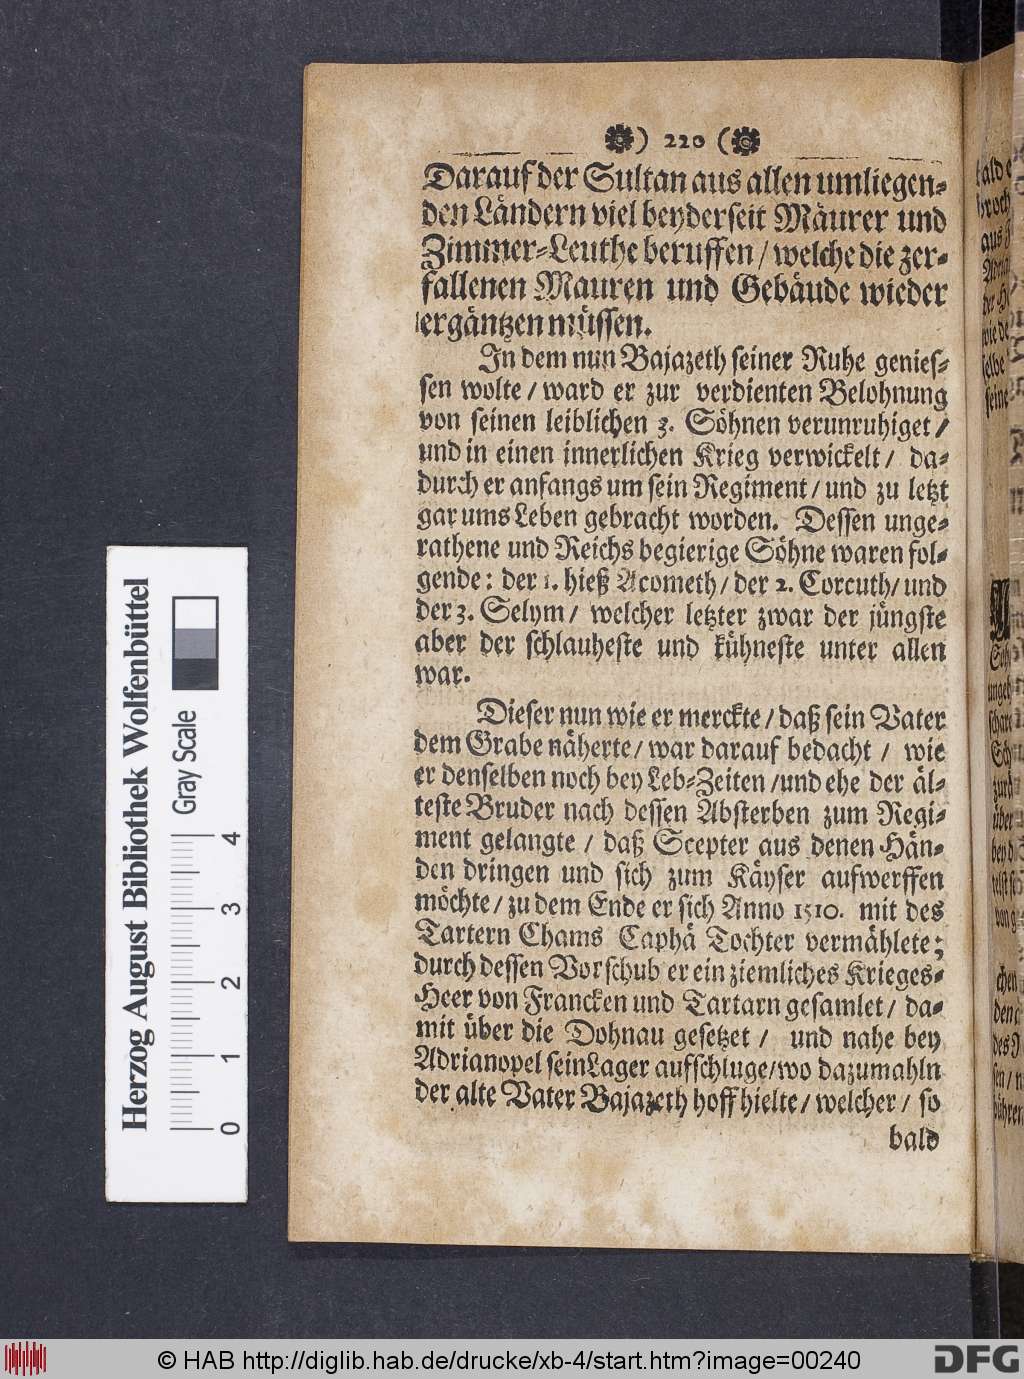 ) 220 (
Darauf der Sultan aus allen umliegen-
den Ländern viel beyderseit Mäurer und
Zimmer-Leuthe beruffen / welche die zer-
fallenen Mauren und Gebäude wieder
ergäntzen müssen.
In dem nun Bajazeth seiner Ruhe genies-
sen wolte / ward er zur verdienten Belohnung
von seinen leiblichen 3. Söhnen verunruhiget /
und in einen innerlichen Krieg verwickelt / da-
durch er anfangs um sein Regiment / und zu letzt
gar ums Leben gebracht worden. Dessen unge-
rathene und Reichs begierige Söhne waren fol-
gende: der 1. hieß Acometh / der 2. Corcuth / und
der 3. Selym / welcher letzter zwar der jüngste
aber der schlauheste und kühneste unter allen
war.
Dieser nun wie er merckte / daß sein Vater
dem Grabe näherte / war darauf bedacht / wie
er denselben noch bey Leb-Zeiten / und ehe der äl-
teste Bruder nach dessen Absterben zum Regi-
ment gelangte / daß Scepter aus denen Hän-
den dringen und sich zum Käyser aufwerffen
möchte / zu dem Ende er sich Anno 1510. mit des
Tartern Chams Caphä Tochter vermählete;
durch dessen Vorschub er ein ziemliches Krieges-
Heer von Francken und Tartarn gesamlet / da-
mit über die Dohnau gesetzet / und nahe bey
Adrianopel sein Lager aufschluge / wo dazumahln
der alte Vater Bajazeth hoff hielte / welcher / so
bald
Herzog August Bibliothek Wolfenbüttel
Gray Scale
0 1 2 3 4
© HAB http://diglib.hab.de/drucke/xb-4/start.htm?image=00240
DFG